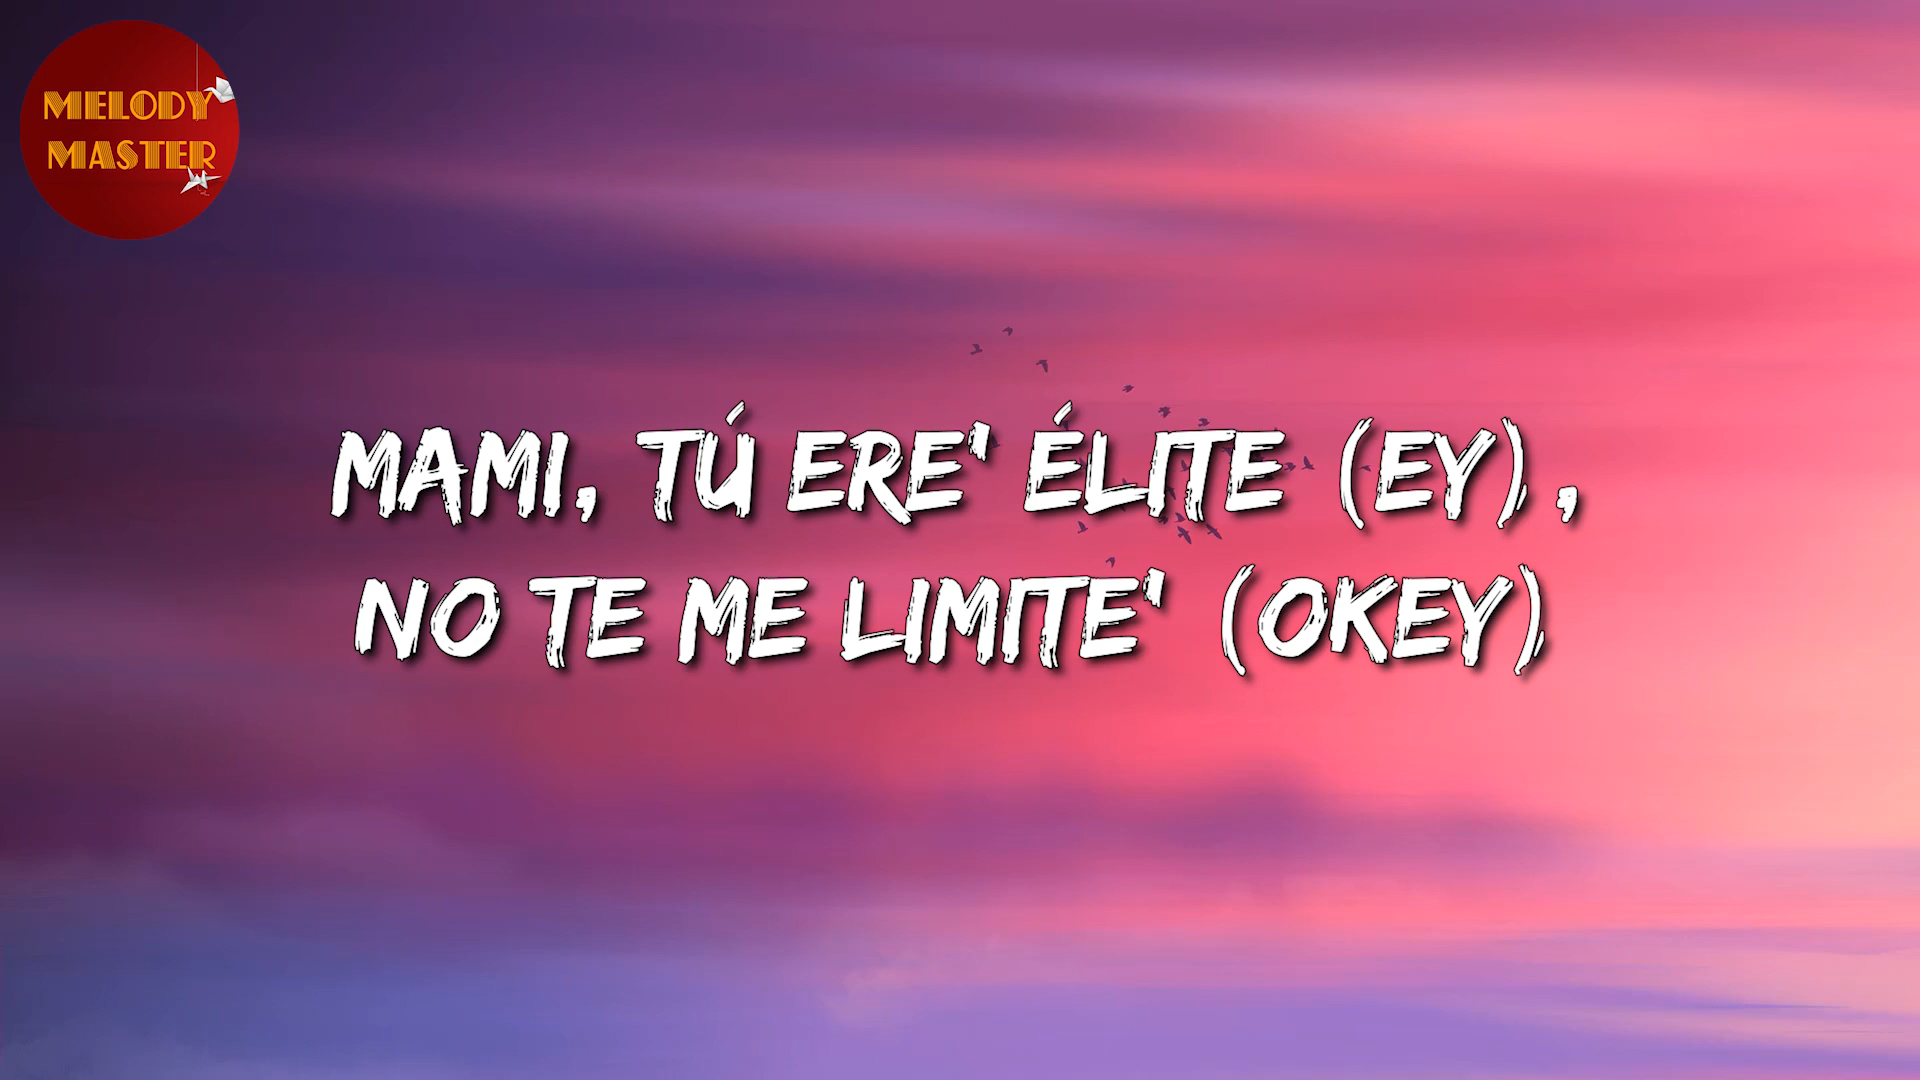 MELODY
MASTER
MAMI, TÚ ERE' ÉLITE (EY) ,
NO TE ME LIMITE' (OKEY)